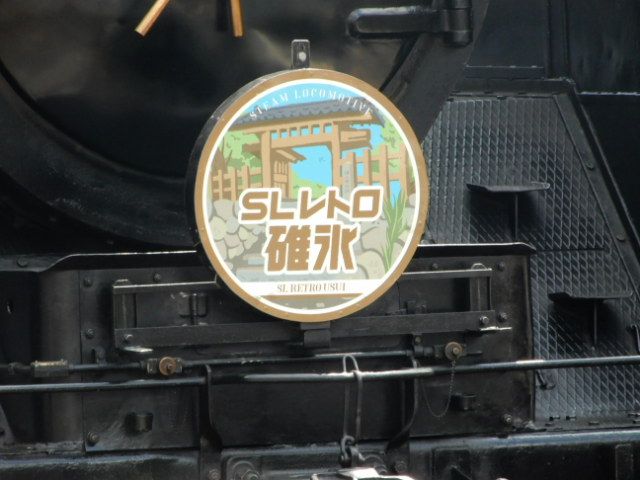 STEAM LOCOMOTIVE
SLレトロ
碓氷
SL RETRO USUI